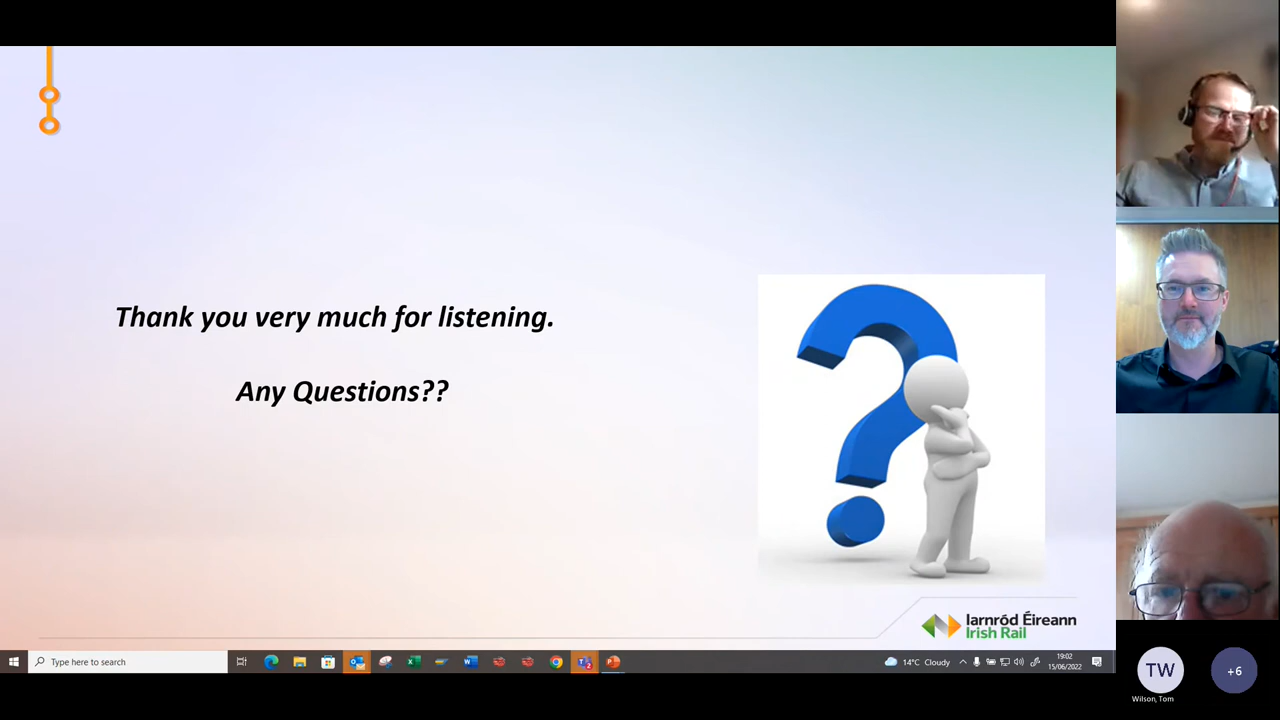 Thank you very much for listening.
Any Questions??
Iarnród Éireann
Irish Rail
Type here to search
14°C Cloudy
19:02
15/06/2022
TW
+6
Wilson, Tom